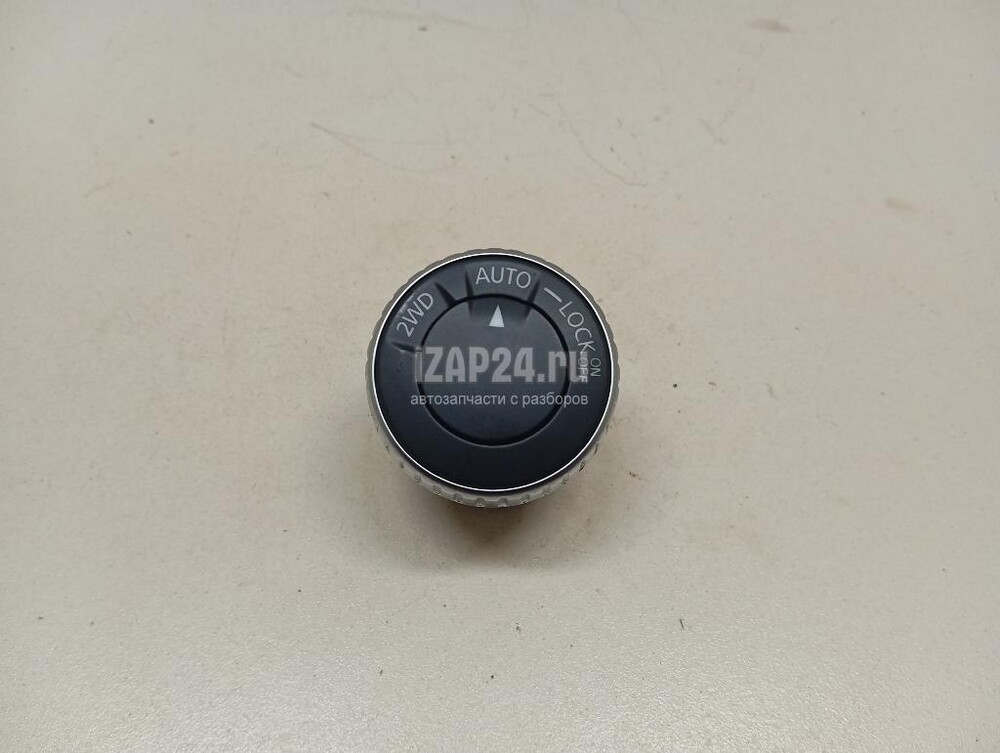 2WD
AUTO
LOCK
ON
OFF
iZAP24.ru
автозапчасти с разборов